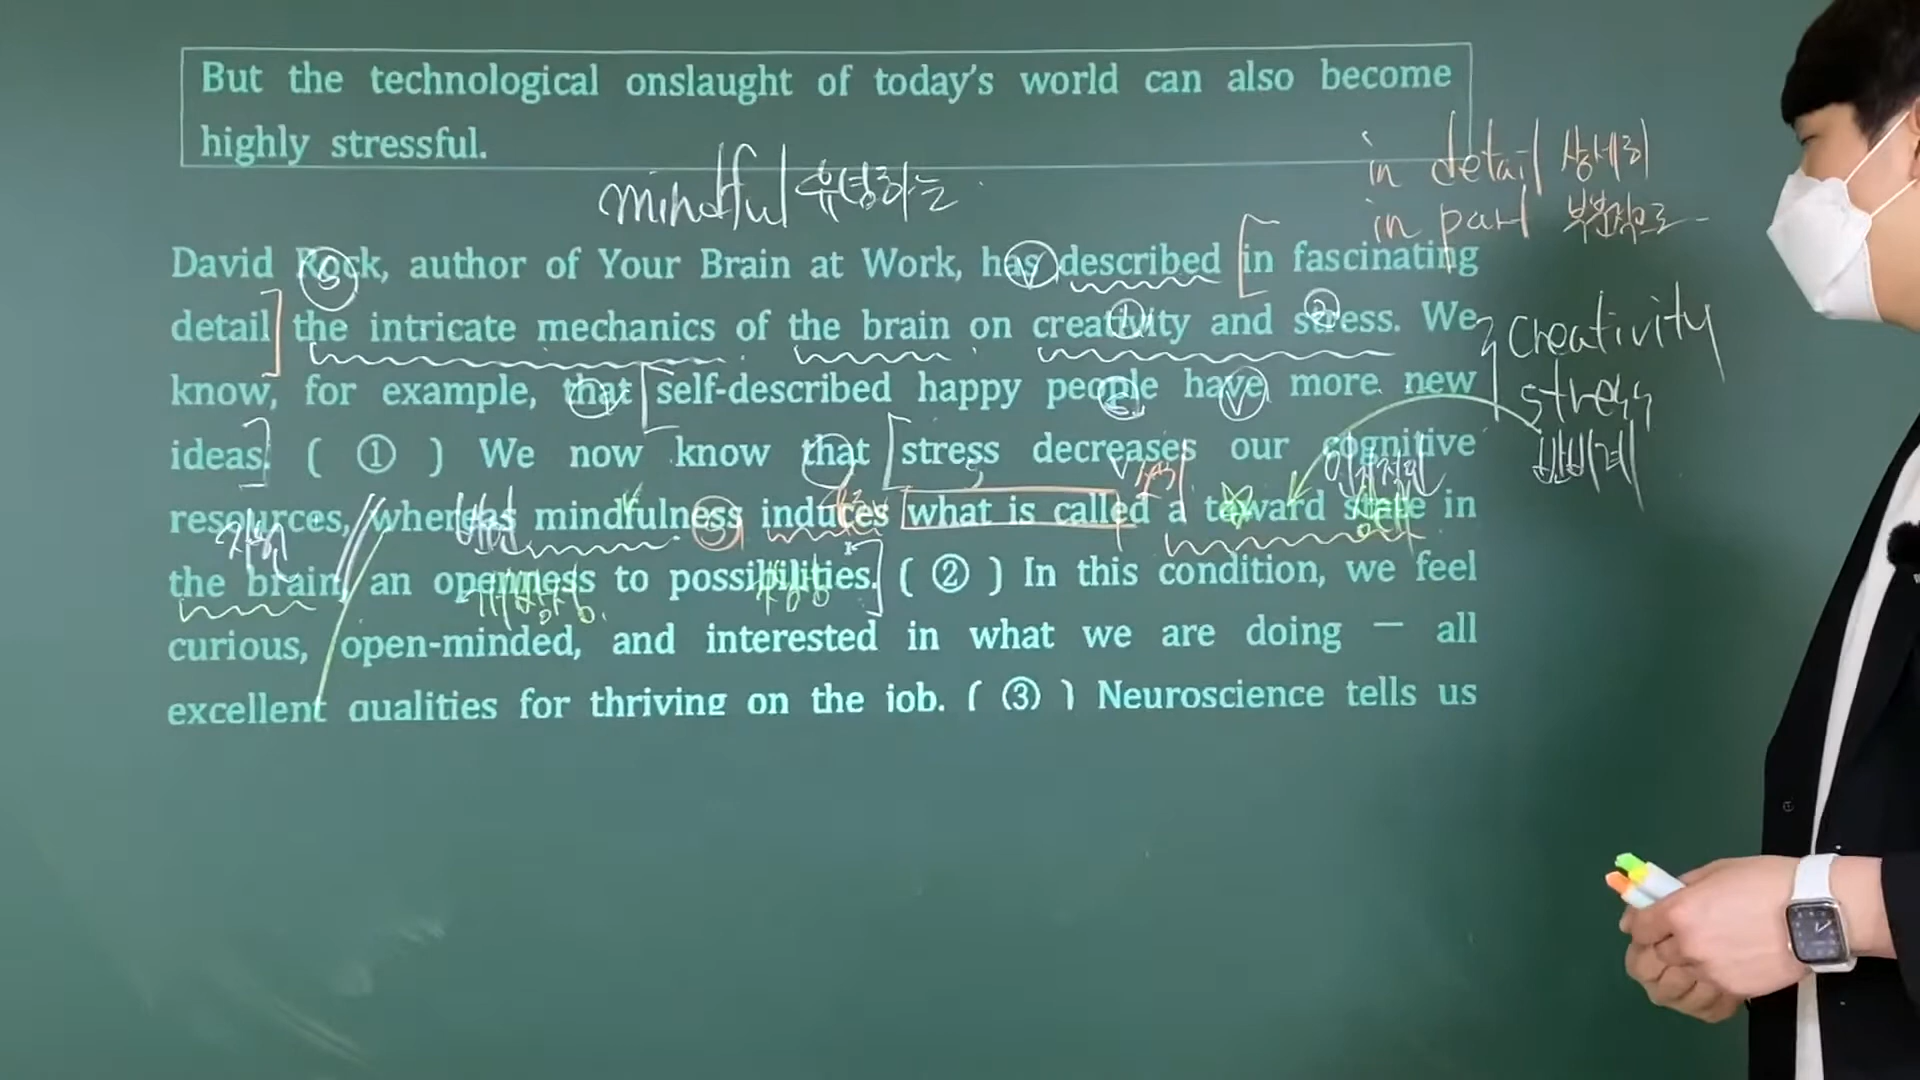 But the technological onslaught of today's world can also become
highly stressful.
in detail 상세히
mindful 유념하는
in part 부분적으로
David Rock, author of Your Brain at Work, has described in fascinating
detail the intricate mechanics of the brain on creativity and stress. We
creativity
know, for example, that self-described happy people have more new
stress
ideas. ( ① ) We now know that stress decreases our cognitive
반비례
resources, whereas mindfulness induces what is called a toward state in
the brain, an openness to possibilities. ( ② ) In this condition, we feel
curious, open-minded, and interested in what we are doing — all
excellent qualities for thriving on the job. ( ③ ) Neuroscience tells us